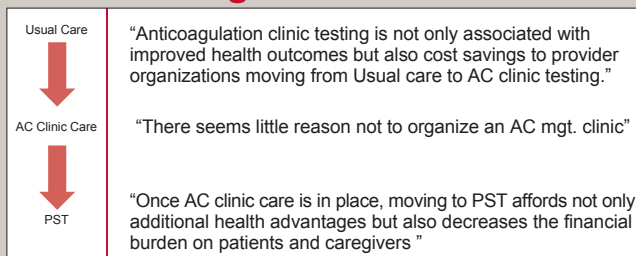 Usual Care
“Anticoagulation clinic testing is not only associated with
improved health outcomes but also cost savings to provider
organizations moving from Usual care to AC clinic testing.”
AC Clinic Care
“There seems little reason not to organize an AC mgt. clinic”
PST
“Once AC clinic care is in place, moving to PST affords not only
additional health advantages but also decreases the financial
burden on patients and caregivers ”